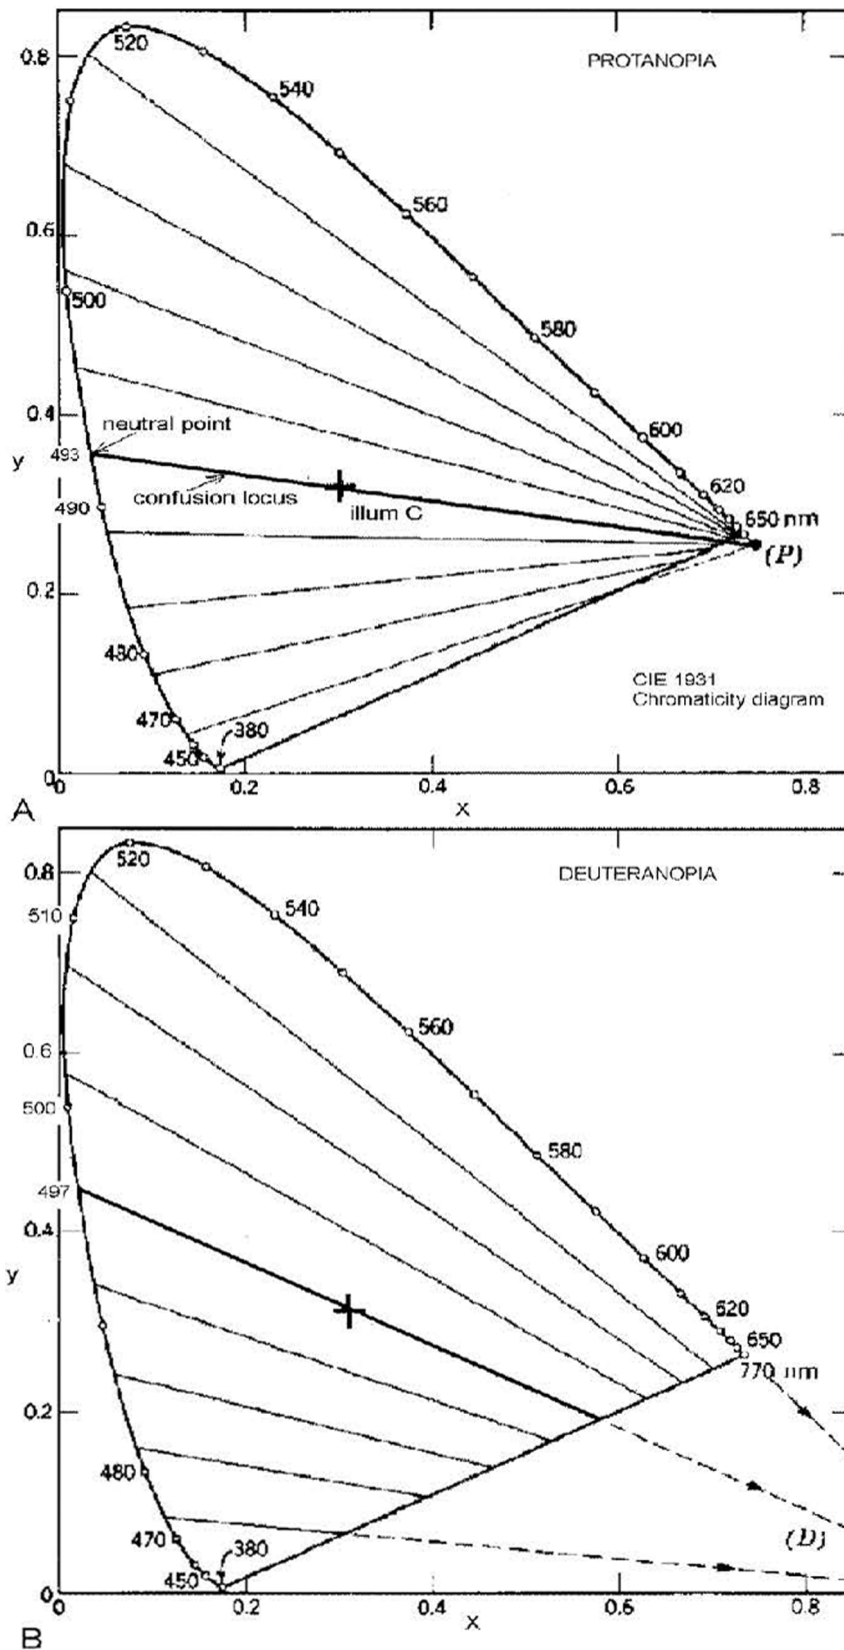 PROTANOPIA
0.8
520
540
560
0.6
500
580
0.4
neutral point
600
y
493
confusion locus
illum C
620
490
650 nm
(P)
0.2
480
CIE 1931
Chromaticity diagram
470
380
450
0
0
0.2
0.4
0.6
0.8
A
x
DEUTERANOPIA
0.8
520
510
540
560
0.6
500
580
497
0.4
600
y
620
650
770 nm
0.2
480
470
380
(D)
450
0
0
0.2
0.4
0.6
0.8
B
x